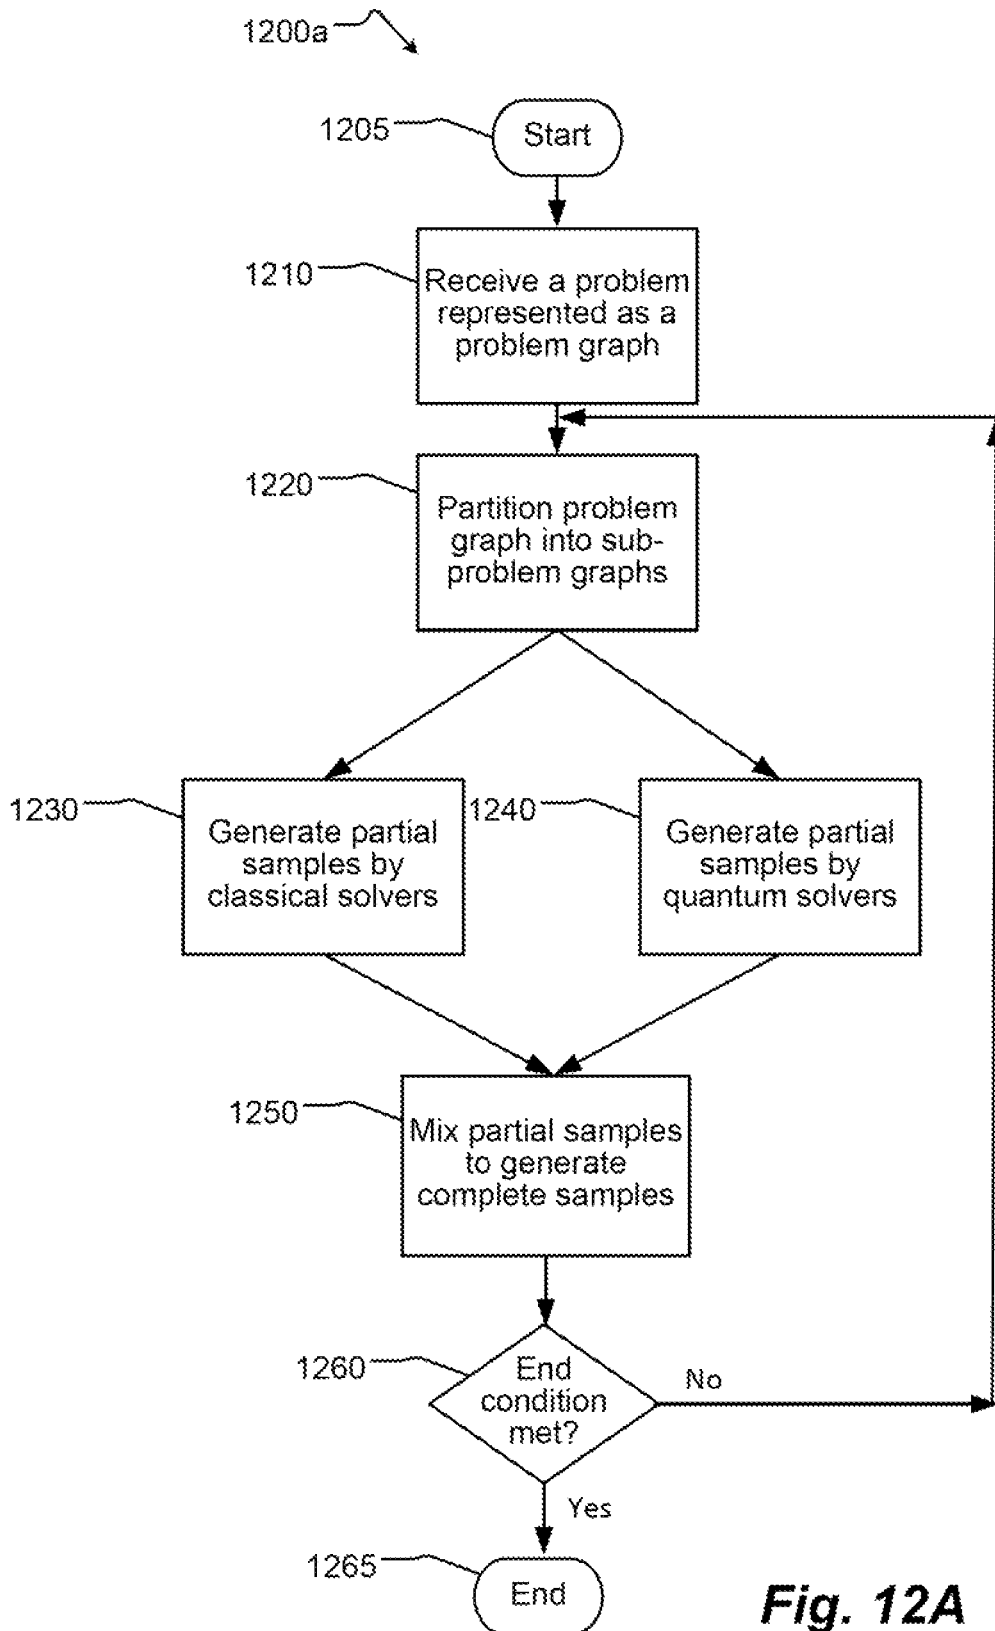 1200a
1205
Start
1210
Receive a problem
represented as a
problem graph
1220
Partition problem
graph into sub-
problem graphs
1230
Generate partial
samples by
classical solvers
1240
Generate partial
samples by
quantum solvers
1250
Mix partial samples
to generate
complete samples
1260
End
condition
met?
No
Yes
1265
End
Fig. 12A